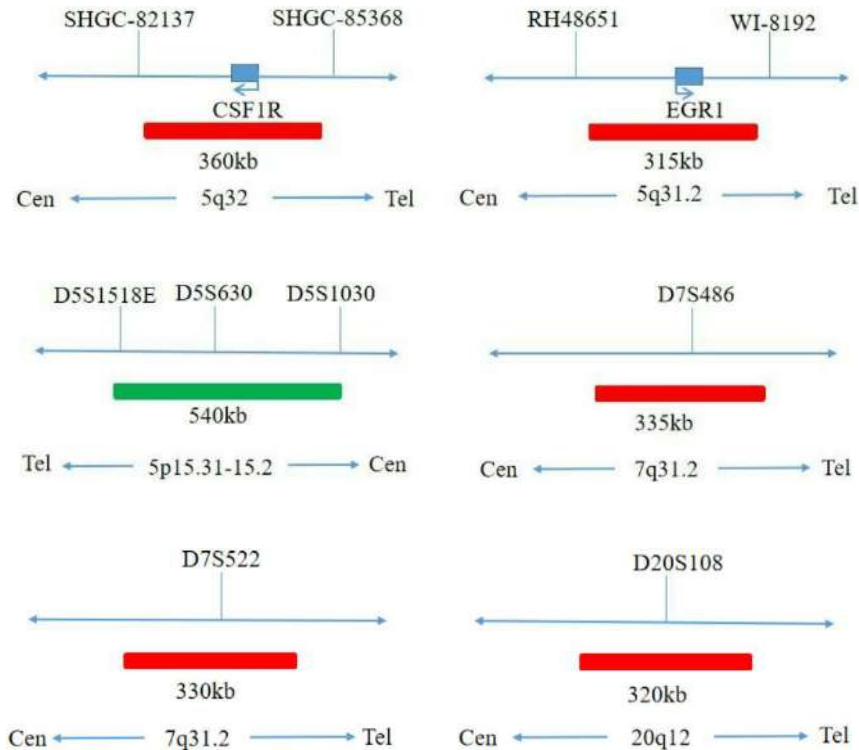 SHGC-82137 SHGC-85368
CSF1R
360kb
Cen 5q32 Tel
RH48651 WI-8192
EGR1
315kb
Cen 5q31.2 Tel
D5S1518E D5S630 D5S1030
540kb
Tel 5p15.31-15.2 Cen
D7S486
335kb
Cen 7q31.2 Tel
D7S522
330kb
Cen 7q31.2 Tel
D20S108
320kb
Cen 20q12 Tel